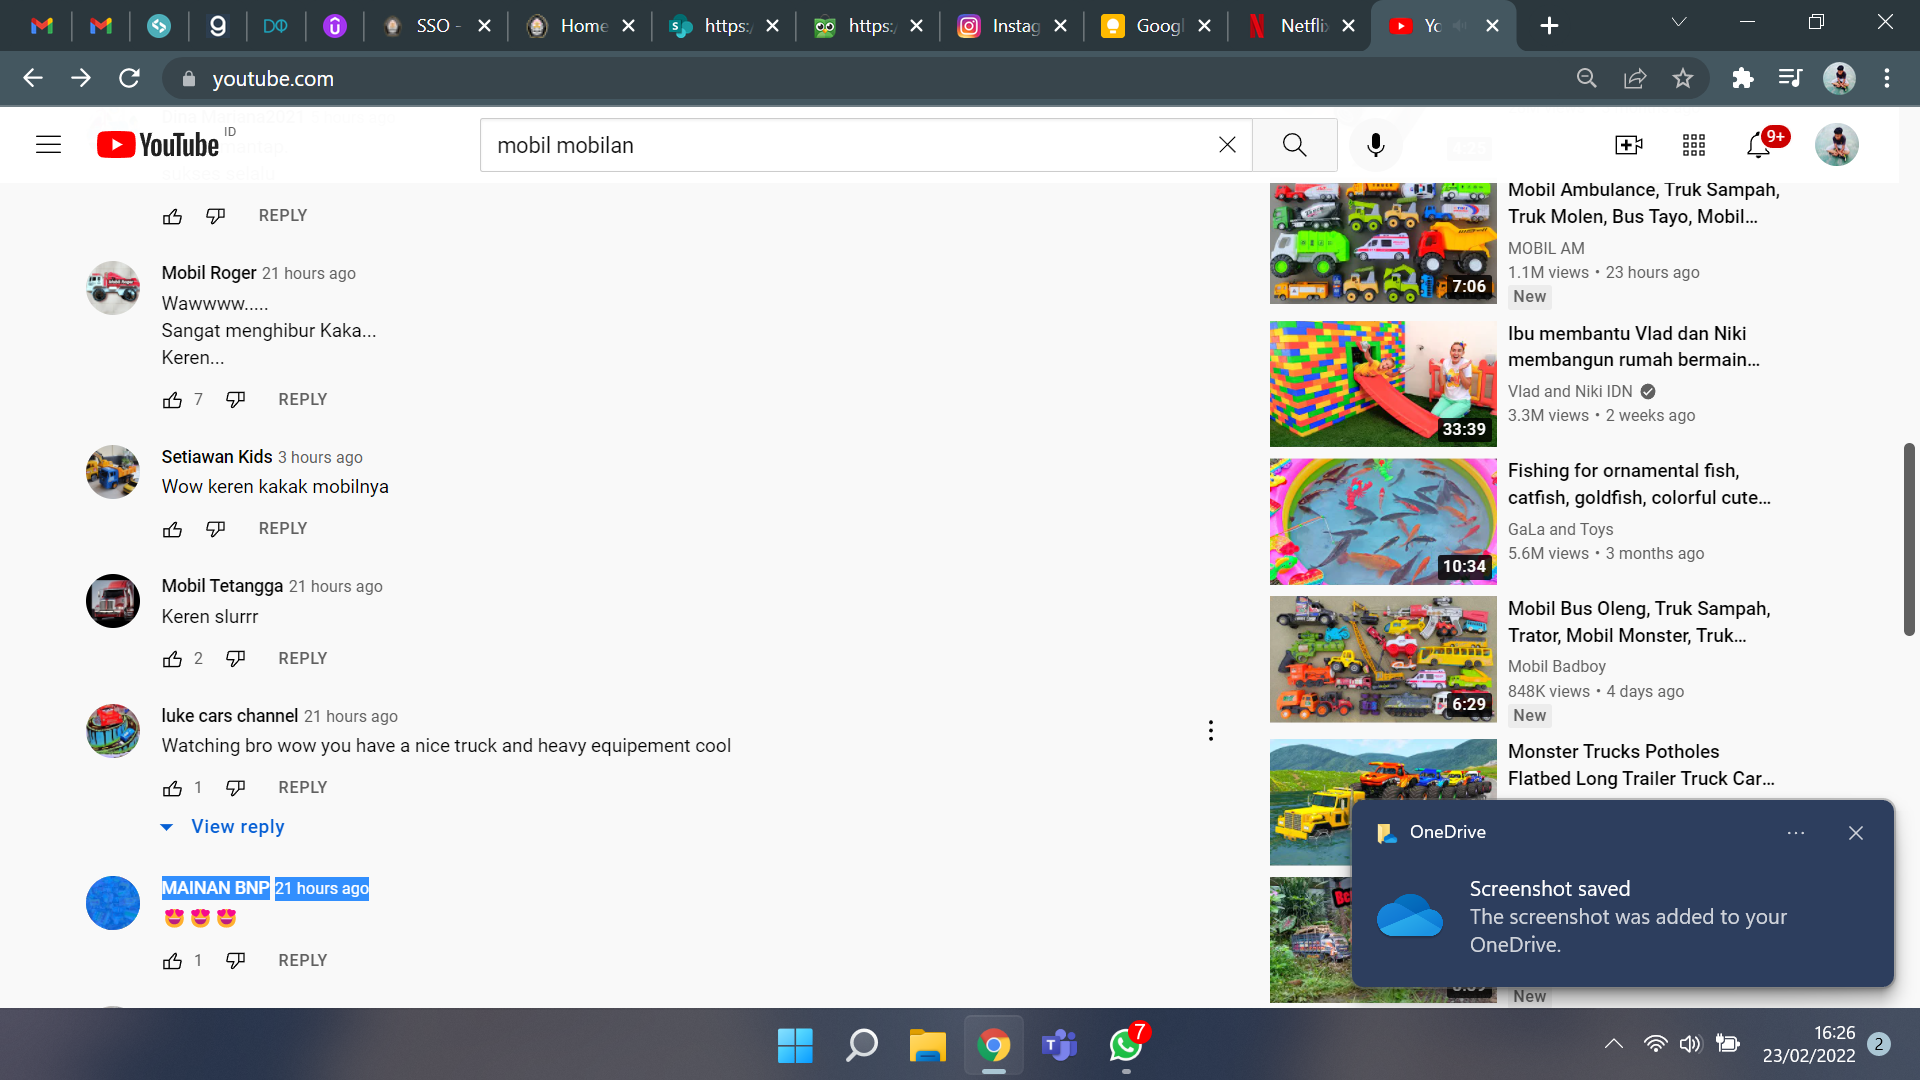 SSO -
Home
https:/
https:/
Instag
Googl
Netflix
Yo
youtube.com
YouTube
ID
mobil mobilan
9+
REPLY
Mobil Roger 21 hours ago
Wawwww.....
Sangat menghibur Kaka...
Keren...
7 REPLY
Setiawan Kids 3 hours ago
Wow keren kakak mobilnya
REPLY
Mobil Tetangga 21 hours ago
Keren slurrr
2 REPLY
luke cars channel 21 hours ago
Watching bro wow you have a nice truck and heavy equipement cool
1 REPLY
View reply
MAINAN BNP 21 hours ago
1 REPLY
7:06
Mobil Ambulance, Truk Sampah,
Truk Molen, Bus Tayo, Mobil...
MOBIL AM
1.1M views • 23 hours ago
New
33:39
Ibu membantu Vlad dan Niki
membangun rumah bermain...
Vlad and Niki IDN
3.3M views • 2 weeks ago
10:34
Fishing for ornamental fish,
catfish, goldfish, colorful cute...
GaLa and Toys
5.6M views • 3 months ago
6:29
Mobil Bus Oleng, Truk Sampah,
Trator, Mobil Monster, Truk...
Mobil Badboy
848K views • 4 days ago
New
Monster Trucks Potholes
Flatbed Long Trailer Truck Car...
OneDrive
Screenshot saved
The screenshot was added to your
OneDrive.
New
7
16:26
23/02/2022
2